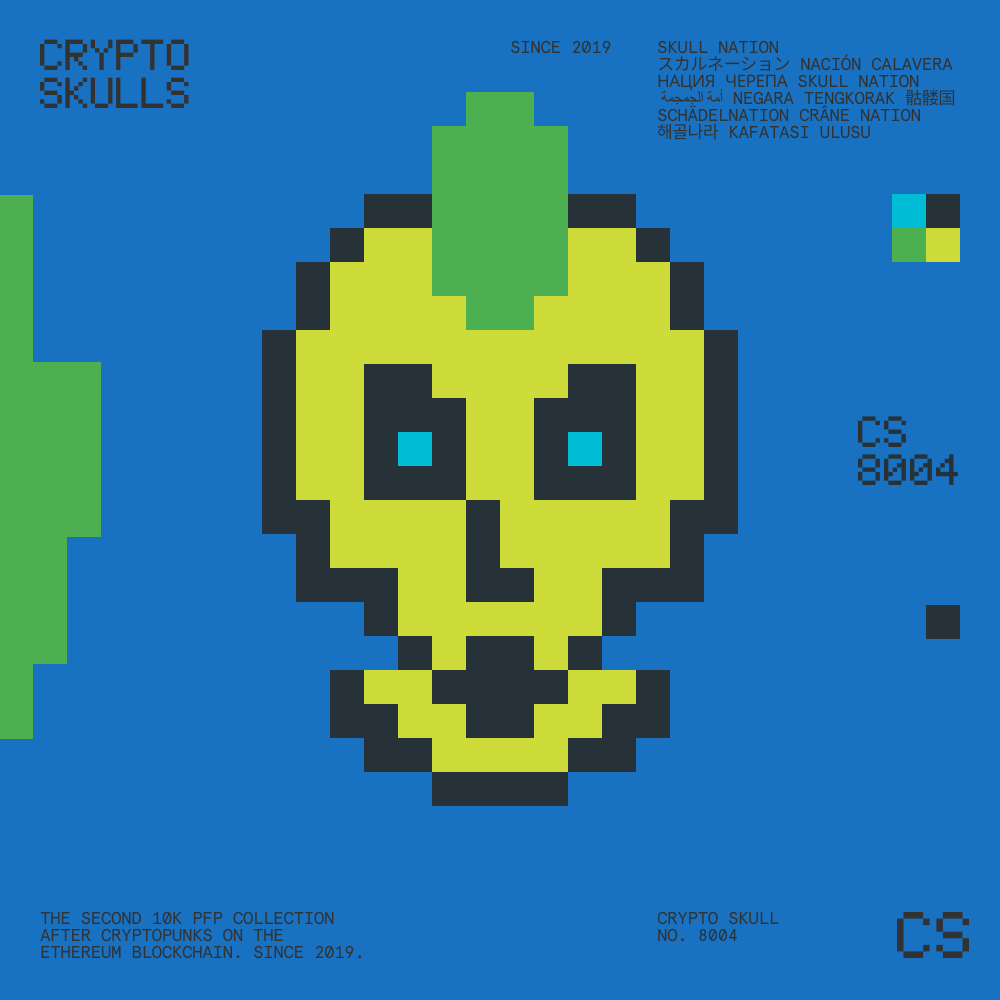 CRYPTO
SKULLS
SINCE 2019
SKULL NATION
スカルネーション NACIÓN CALAVERA
НАЦИЯ ЧЕРЕПА SKULL NATION
أمة الجمجمة NEGARA TENGKORAK 骷髅国
SCHÄDELNATION CRÂNE NATION
해골나라 KAFATASI ULUSU
CS
8004
THE SECOND 10K PFP COLLECTION
AFTER CRYPTOPUNKS ON THE
ETHEREUM BLOCKCHAIN. SINCE 2019.
CRYPTO SKULL
NO. 8004
CS